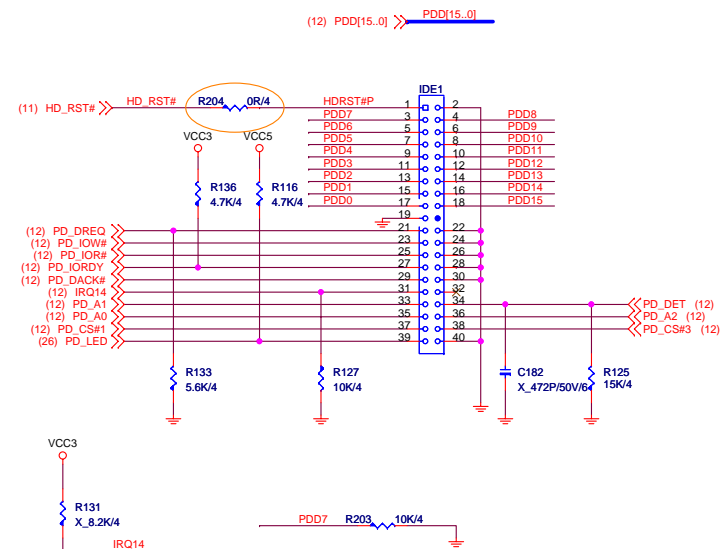 (12) PDD[15..0] PDD[15..0]
IDE1
(11) HD_RST# HD_RST# R204 0R/4 HDRST#P 1 2
PDD7 3 4 PDD8
PDD6 5 6 PDD9
PDD5 7 8 PDD10
VCC3 VCC5
PDD4 9 10 PDD11
PDD3 11 12 PDD12
PDD2 13 14 PDD13
R136 R116
PDD1 15 16 PDD14
4.7K/4 4.7K/4
PDD0 17 18 PDD15
19
(12) PD_DREQ 21 22
(12) PD_IOW# 23 24
(12) PD_IOR# 25 26
(12) PD_IORDY 27 28
(12) PD_DACK# 29 30
(12) IRQ14 31 32
(12) PD_A1 33 34 PD_DET (12)
(12) PD_A0 35 36 PD_A2 (12)
(12) PD_CS#1 37 38 PD_CS#3 (12)
(26) PD_LED 39 40
R133 R127 C182 R125
5.6K/4 10K/4 X_472P/50V/6 15K/4
VCC3
R131
X_8.2K/4
PDD7 R203 10K/4
IRQ14